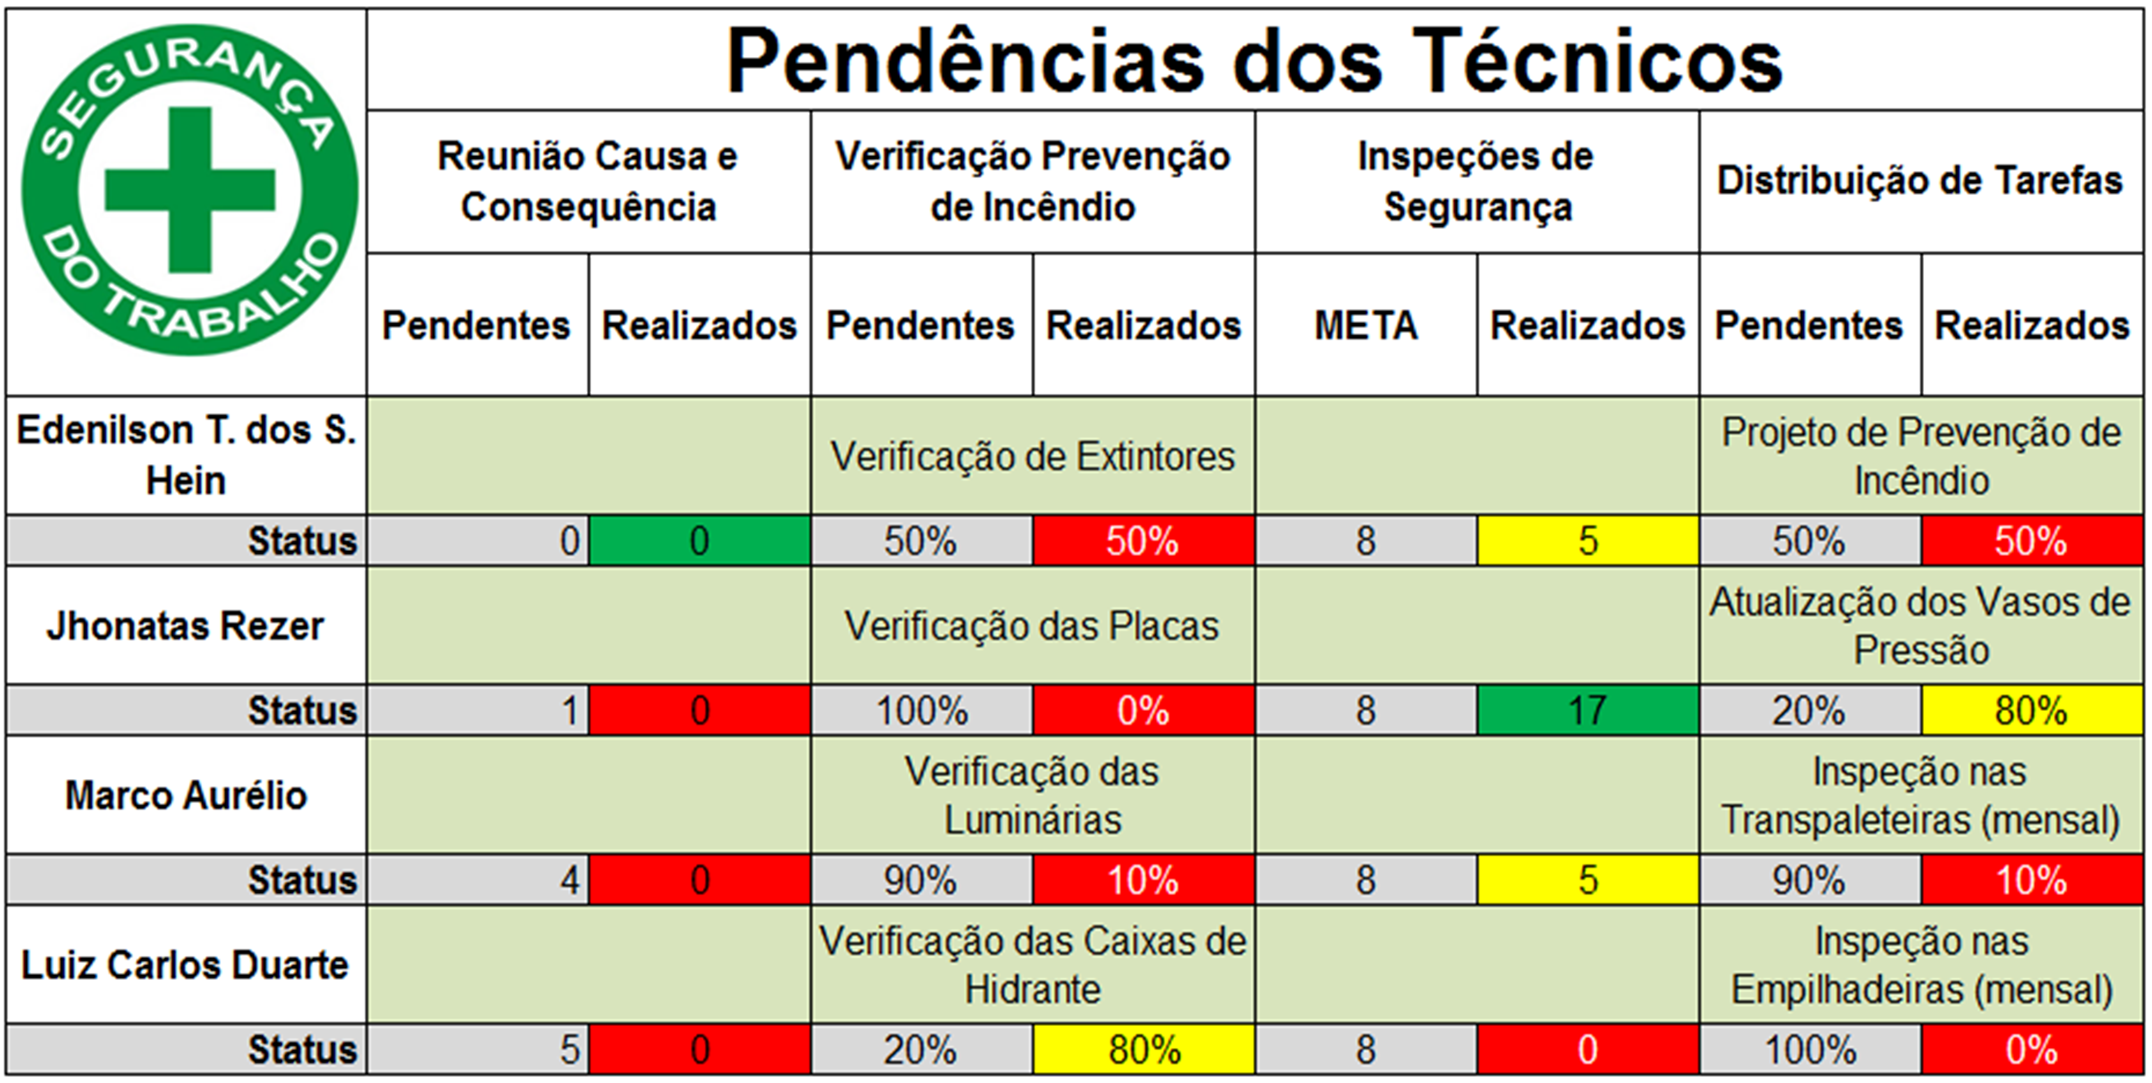 SEGURANÇA
DO TRABALHO
Pendências dos Técnicos
Reunião Causa e
Consequência
Verificação Prevenção
de Incêndio
Inspeções de
Segurança
Distribuição de Tarefas
Pendentes Realizados Pendentes Realizados META Realizados Pendentes Realizados
Edenilson T. dos S.
Hein
Verificação de Extintores
Projeto de Prevenção de
Incêndio
Status 0 0 50% 50% 8 5 50% 50%
Jhonatas Rezer
Verificação das Placas
Atualização dos Vasos de
Pressão
Status 1 0 100% 0% 8 17 20% 80%
Marco Aurélio
Verificação das
Luminárias
Inspeção nas
Transpaleteiras (mensal)
Status 4 0 90% 10% 8 5 90% 10%
Luiz Carlos Duarte
Verificação das Caixas de
Hidrante
Inspeção nas
Empilhadeiras (mensal)
Status 5 0 20% 80% 8 0 100% 0%